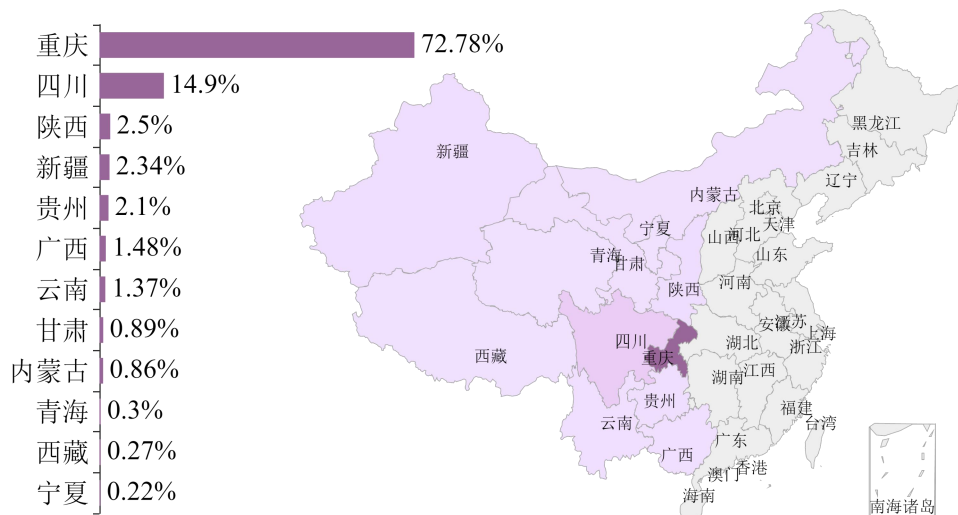 重庆 72.78%
四川 14.9%
陕西 2.5%
新疆 2.34%
贵州 2.1%
广西 1.48%
云南 1.37%
甘肃 0.89%
内蒙古 0.86%
青海 0.3%
西藏 0.27%
宁夏 0.22%
黑龙江
吉林
新疆
辽宁
内蒙古
北京
天津
宁夏
山西
河北
青海
甘肃
山东
河南
陕西
安徽
江苏
上海
四川
湖北
浙江
重庆
西藏
江西
湖南
贵州
福建
云南
台湾
广东
广西
香港
澳门
海南
南海诸岛